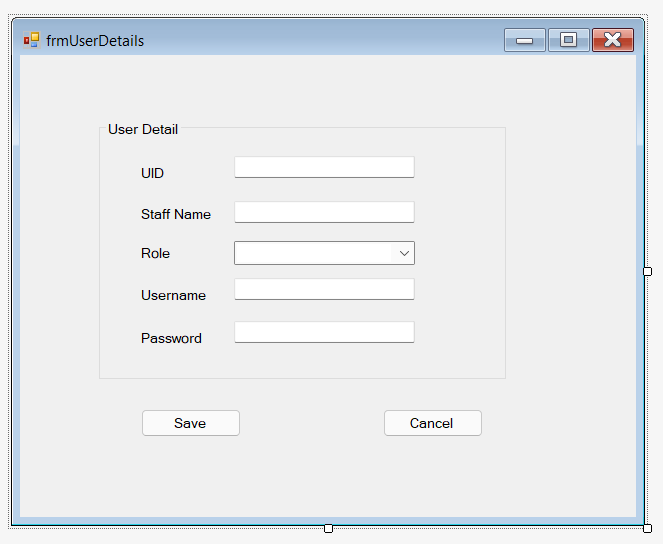 frmUserDetails
User Detail
UID
Staff Name
Role
Username
Password
Save Cancel